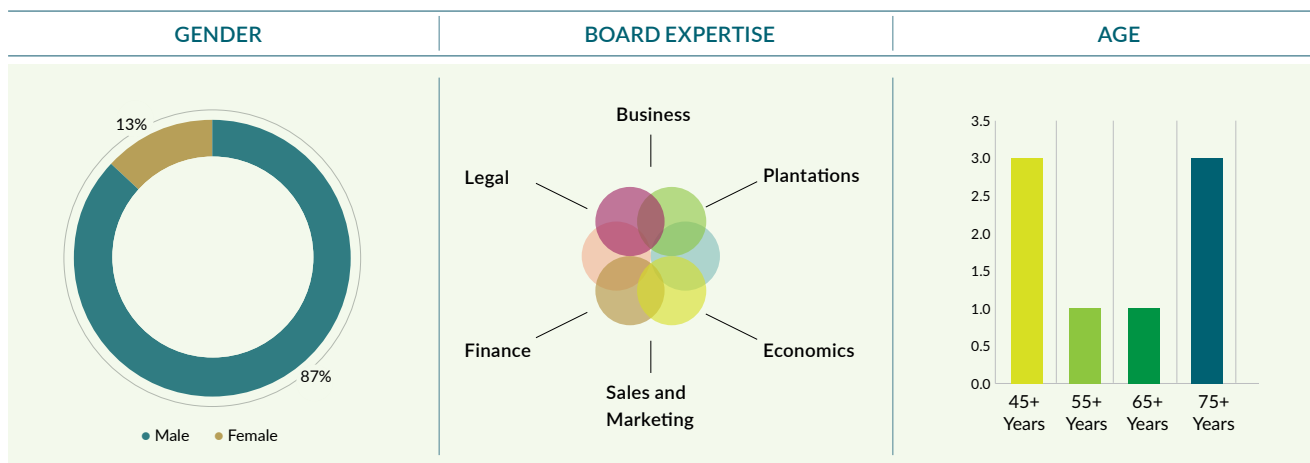 GENDER
BOARD EXPERTISE
AGE
13%
87%
Male
Female
Business
Legal
Plantations
Finance
Economics
Sales and
Marketing
3.5
3.0
2.5
2.0
1.5
1.0
0.5
0.0
45+
Years
55+
Years
65+
Years
75+
Years